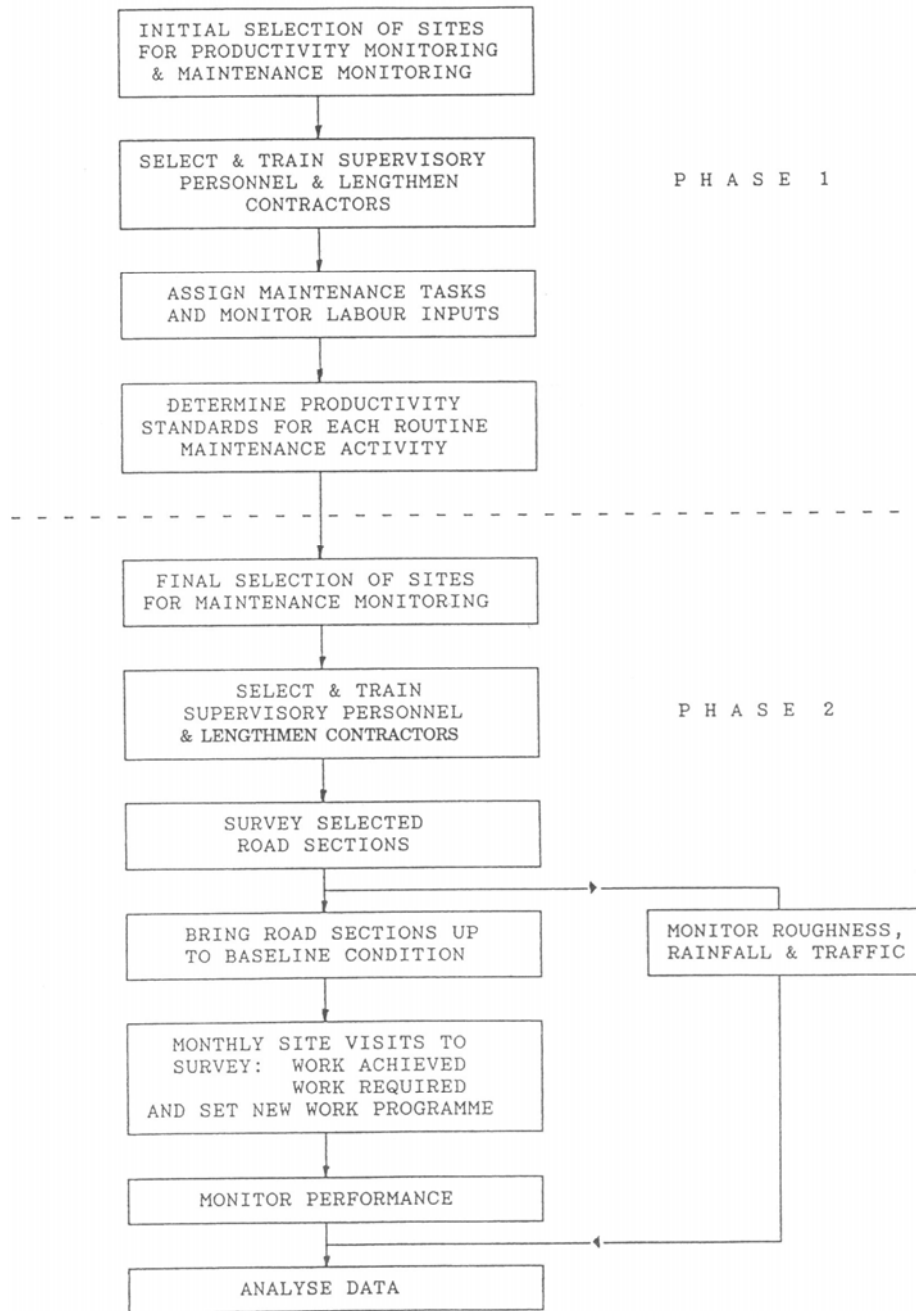 INITIAL SELECTION OF SITES
FOR PRODUCTIVITY MONITORING
& MAINTENANCE MONITORING
SELECT & TRAIN SUPERVISORY
PERSONNEL & LENGTHMEN
CONTRACTORS
P H A S E 1
ASSIGN MAINTENANCE TASKS
AND MONITOR LABOUR INPUTS
DETERMINE PRODUCTIVITY
STANDARDS FOR EACH ROUTINE
MAINTENANCE ACTIVITY
FINAL SELECTION OF SITES
FOR MAINTENANCE MONITORING
SELECT & TRAIN
SUPERVISORY PERSONNEL
& LENGTHMEN CONTRACTORS
P H A S E 2
SURVEY SELECTED
ROAD SECTIONS
BRING ROAD SECTIONS UP
TO BASELINE CONDITION
MONITOR ROUGHNESS,
RAINFALL & TRAFFIC
MONTHLY SITE VISITS TO
SURVEY: WORK ACHIEVED
WORK REQUIRED
AND SET NEW WORK PROGRAMME
MONITOR PERFORMANCE
ANALYSE DATA